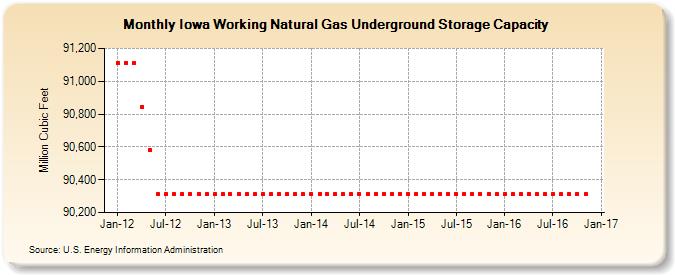 Monthly Iowa Working Natural Gas Underground Storage Capacity
Million Cubic Feet
91,200
91,000
90,800
90,600
90,400
90,200
Jan-12 Jul-12 Jan-13 Jul-13 Jan-14 Jul-14 Jan-15 Jul-15 Jan-16 Jul-16 Jan-17
Source: U.S. Energy Information Administration